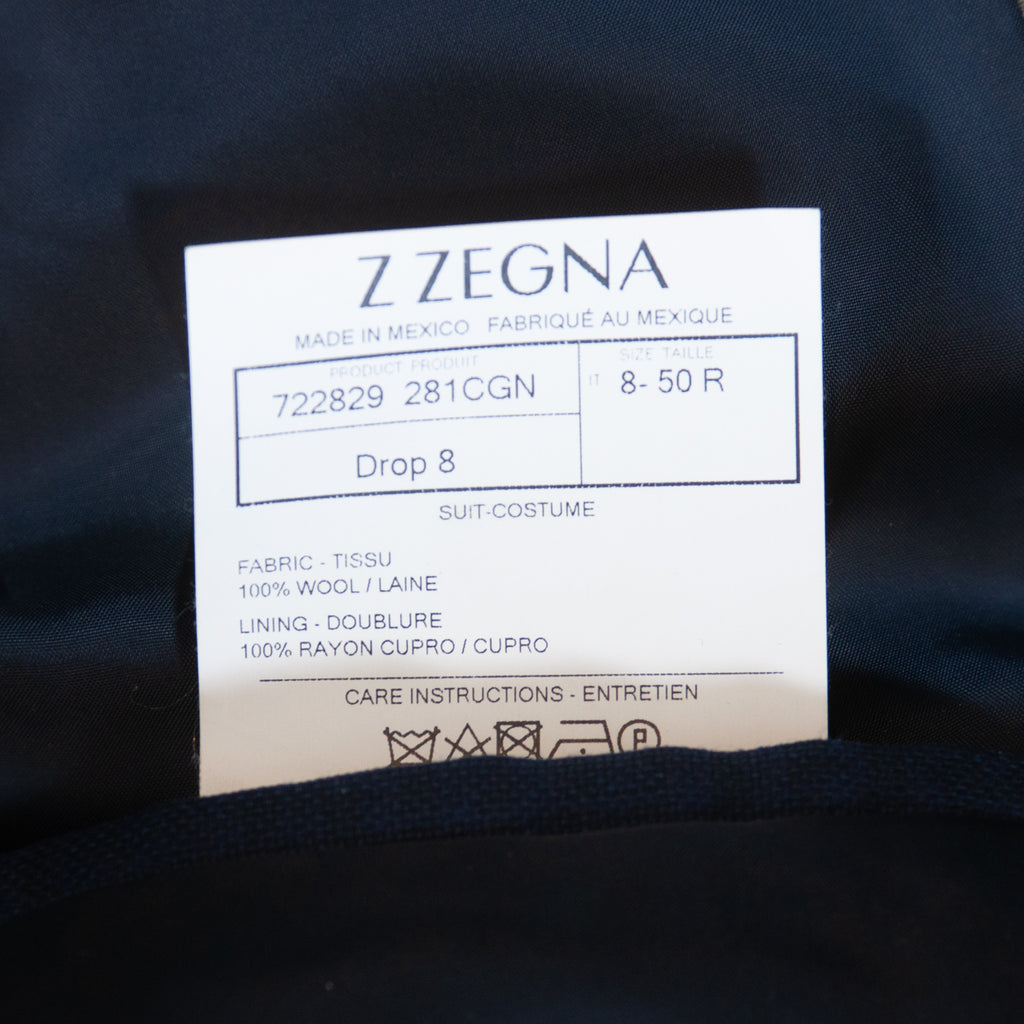 Z ZEGNA
MADE IN MEXICO FABRIQUÉ AU MEXIQUE
PRODUCT PRODUIT
722829 281CGN
SIZE TAILLE
IT 8- 50 R
Drop 8
SUIT-COSTUME
FABRIC - TISSU
100% WOOL / LAINE
LINING - DOUBLURE
100% RAYON CUPRO / CUPRO
CARE INSTRUCTIONS - ENTRETIEN
P